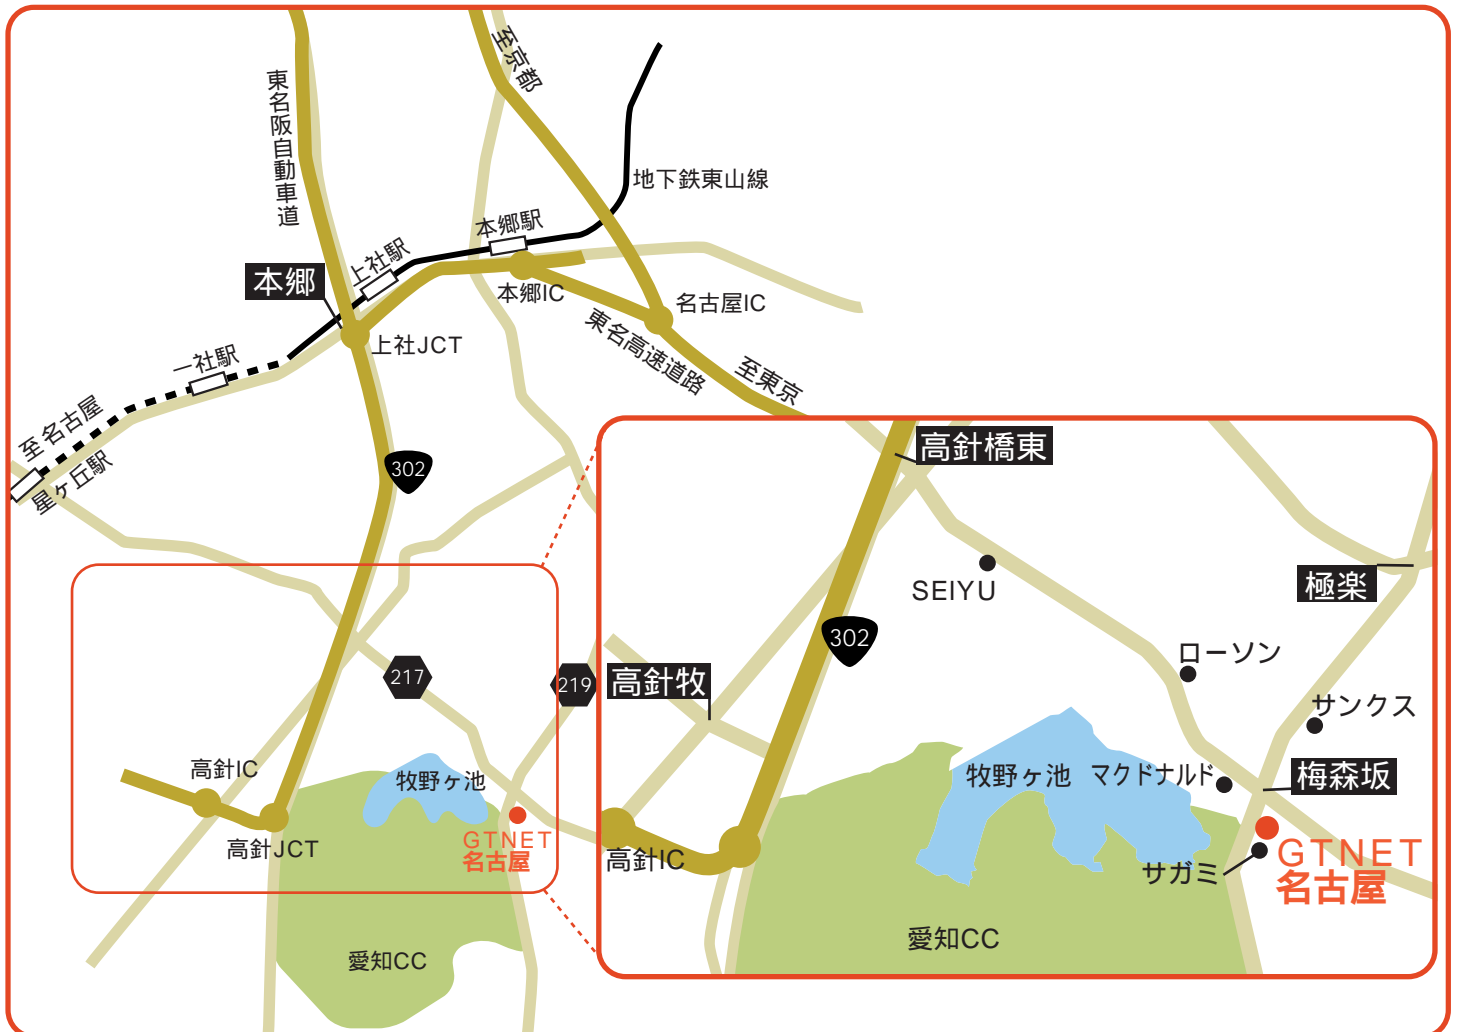 至京都
東名阪自動車道
地下鉄東山線
本郷駅
上社駅
本郷
本郷IC
名古屋IC
上社JCT
東名高速道路
一社駅
至東京
至名古屋
星ヶ丘駅
302
217
219
高針IC
牧野ヶ池
高針JCT
GTNET
名古屋
愛知CC
高針橋東
SEIYU
極楽
302
ローソン
高針牧
サンクス
牧野ヶ池
マクドナルド
梅森坂
高針IC
サガミ
GTNET
名古屋
愛知CC